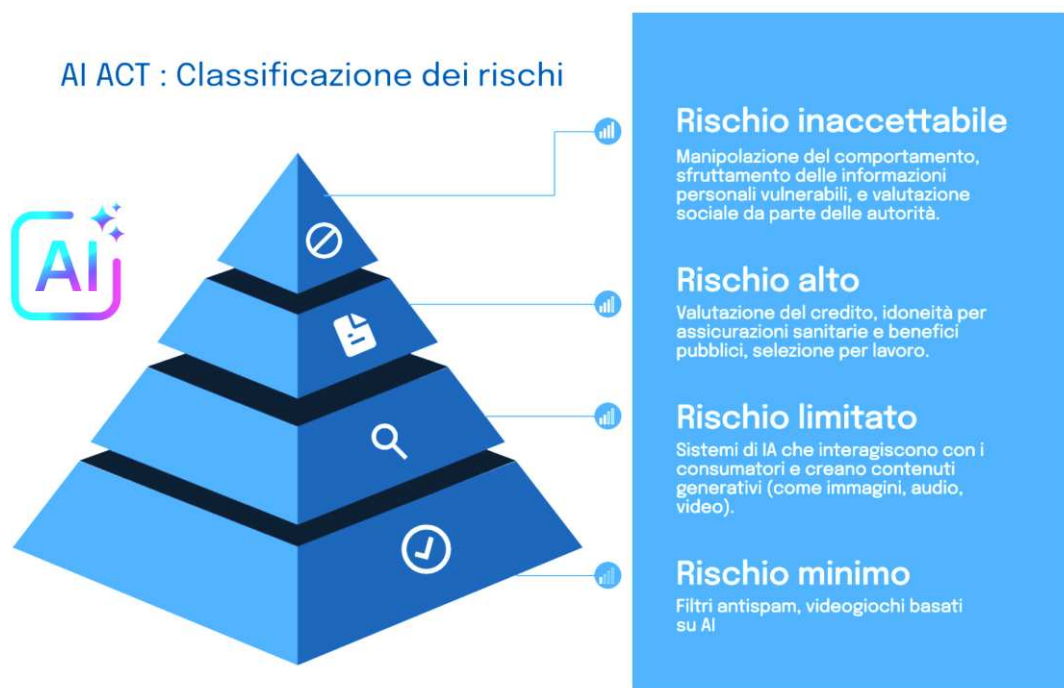 AI ACT : Classificazione dei rischi
AI
Rischio inaccettabile
Manipolazione del comportamento,
sfruttamento delle informazioni
personali vulnerabili, e valutazione
sociale da parte delle autorità.
Rischio alto
Valutazione del credito, idoneità per
assicurazioni sanitarie e benefici
pubblici, selezione per lavoro.
Rischio limitato
Sistemi di IA che interagiscono con i
consumatori e creano contenuti
generativi (come immagini, audio,
video).
Rischio minimo
Filtri antispam, videogiochi basati
su AI